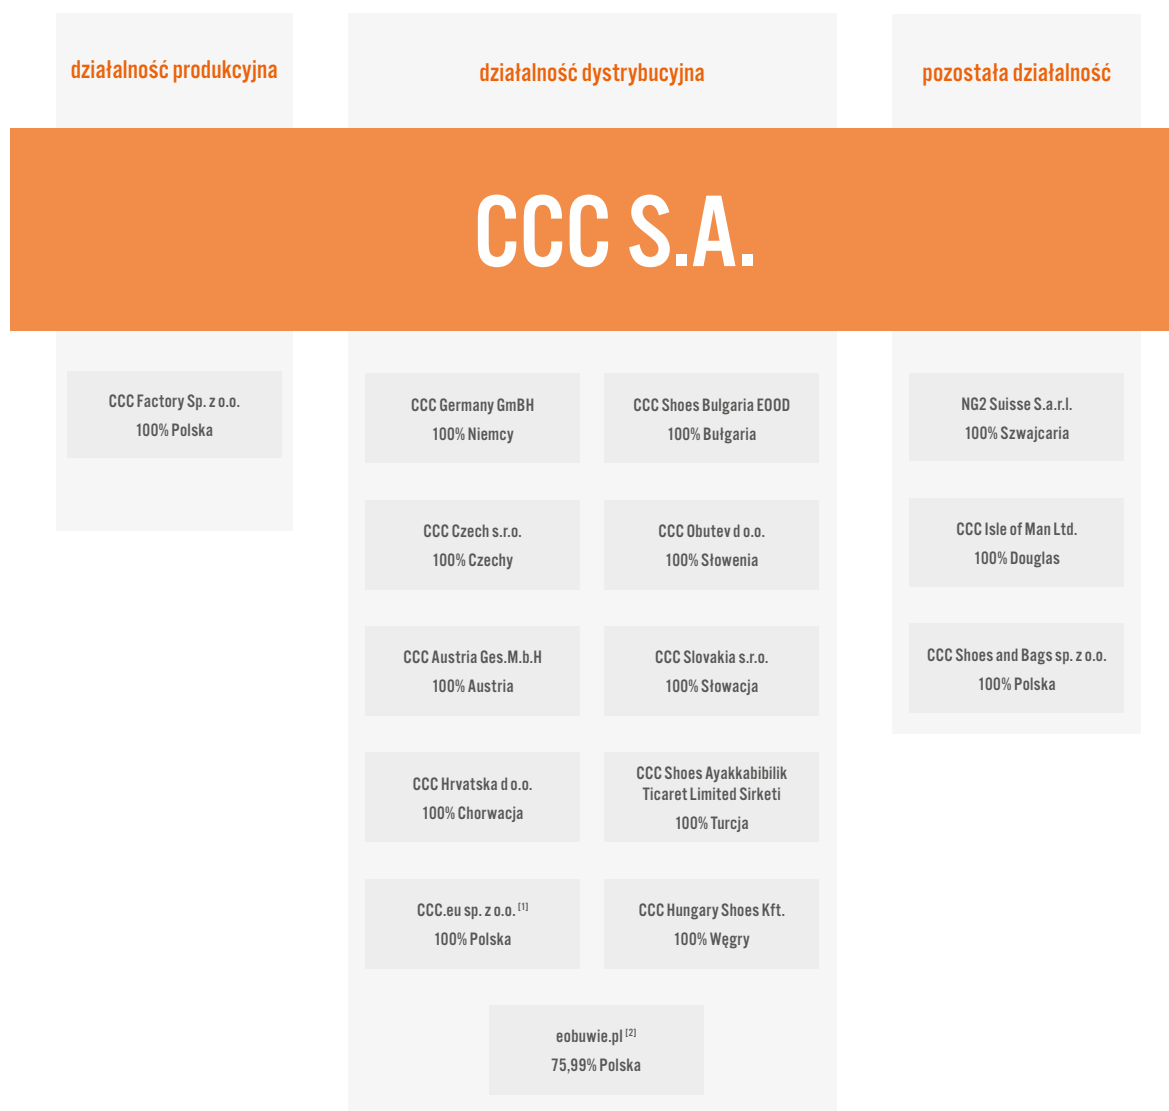 działalność produkcyjna
działalność dystrybucyjna
pozostała działalność
CCC S.A.
CCC Factory Sp. z o.o.
100% Polska
CCC Germany GmBH
100% Niemcy
CCC Shoes Bulgaria EOOD
100% Bułgaria
CCC Czech s.r.o.
100% Czechy
CCC Obutev d o.o.
100% Słowenia
CCC Austria Ges.M.b.H
100% Austria
CCC Slovakia s.r.o.
100% Słowacja
CCC Hrvatska d o.o.
100% Chorwacja
CCC Shoes Ayakkabibilik
Ticaret Limited Sirketi
100% Turcja
CCC.eu sp. z o.o. [1]
100% Polska
CCC Hungary Shoes Kft.
100% Węgry
eobuwie.pl [2]
75,99% Polska
NG2 Suisse S.a.r.l.
100% Szwajcaria
CCC Isle of Man Ltd.
100% Douglas
CCC Shoes and Bags sp. z o.o.
100% Polska